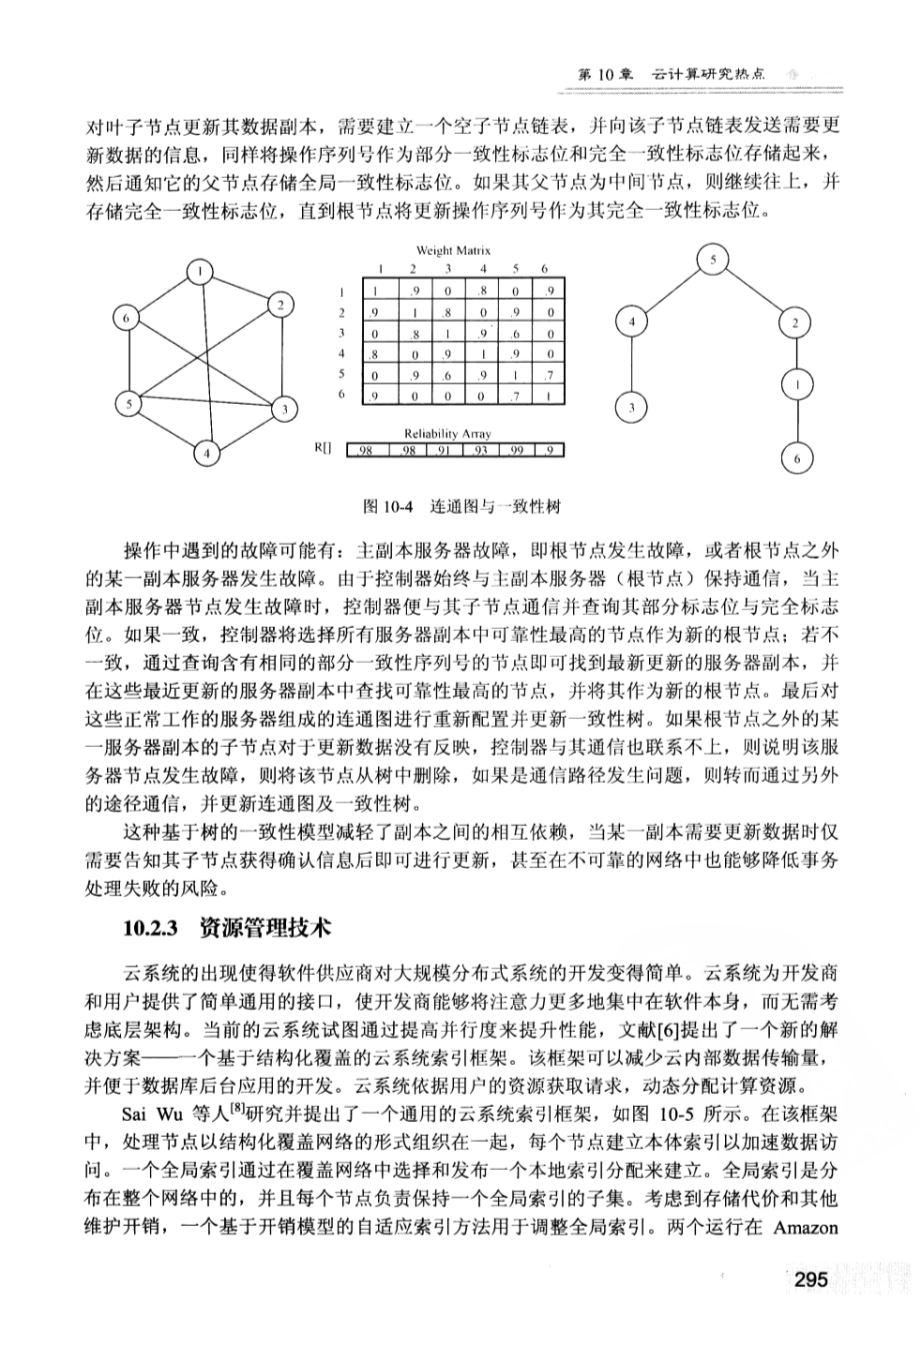 第 10 章 云计算研究热点
对叶子节点更新其数据副本，需要建立一个空子节点链表，并向该子节点链表发送需要更
新数据的信息，同样将操作序列号作为部分一致性标志位和完全一致性标志位存储起来，
然后通知它的父节点存储全局一致性标志位。如果其父节点为中间节点，则继续往上，并
存储完全一致性标志位，直到根节点将更新操作序列号作为其完全一致性标志位。
1
2
3
4
5
6
Weight Matrix
1 2 3 4 5 6
1 1 .9 0 .8 0 .9
2 .9 1 .8 0 .9 0
3 0 .8 1 .9 .6 0
4 .8 0 .9 1 .9 0
5 0 .9 .6 .9 1 .7
6 .9 0 0 0 .7 1
Reliability Array
R[] .98 .98 .91 .93 .99 .9
5
4
2
3
1
6
图 10-4 连通图与一致性树
操作中遇到的故障可能有：主副本服务器故障，即根节点发生故障，或者根节点之外
的某一副本服务器发生故障。由于控制器始终与主副本服务器（根节点）保持通信，当主
副本服务器节点发生故障时，控制器便与其子节点通信并查询其部分标志位与完全标志
位。如果一致，控制器将选择所有服务器副本中可靠性最高的节点作为新的根节点；若不
一致，通过查询含有相同的部分一致性序列号的节点即可找到最新更新的服务器副本，并
在这些最近更新的服务器副本中查找可靠性最高的节点，并将其作为新的根节点。最后对
这些正常工作的服务器组成的连通图进行重新配置并更新一致性树。如果根节点之外的某
一服务器副本的子节点对于更新数据没有反映，控制器与其通信也联系不上，则说明该服
务器节点发生故障，则将该节点从树中删除，如果是通信路径发生问题，则转而通过另外
的途径通信，并更新连通图及一致性树。
这种基于树的一致性模型减轻了副本之间的相互依赖，当某一副本需要更新数据时仅
需要告知其子节点获得确认信息后即可进行更新，甚至在不可靠的网络中也能够降低事务
处理失败的风险。
10.2.3 资源管理技术
云系统的出现使得软件供应商对大规模分布式系统的开发变得简单。云系统为开发商
和用户提供了简单通用的接口，使开发商能够将注意力更多地集中在软件本身，而无需考
虑底层架构。当前的云系统试图通过提高并行度来提升性能，文献[6]提出了一个新的解
决方案——一个基于结构化覆盖的云系统索引框架。该框架可以减少云内部数据传输量，
并便于数据库后台应用的开发。云系统依据用户的资源获取请求，动态分配计算资源。
Sai Wu 等人[8]研究并提出了一个通用的云系统索引框架，如图 10-5 所示。在该框架
中，处理节点以结构化覆盖网络的形式组织在一起，每个节点建立本体索引以加速数据访
问。一个全局索引通过在覆盖网络中选择和发布一个本地索引分配来建立。全局索引是分
布在整个网络中的，并且每个节点负责保持一个全局索引的子集。考虑到存储代价和其他
维护开销，一个基于开销模型的自适应索引方法用于调整全局索引。两个运行在 Amazon
295